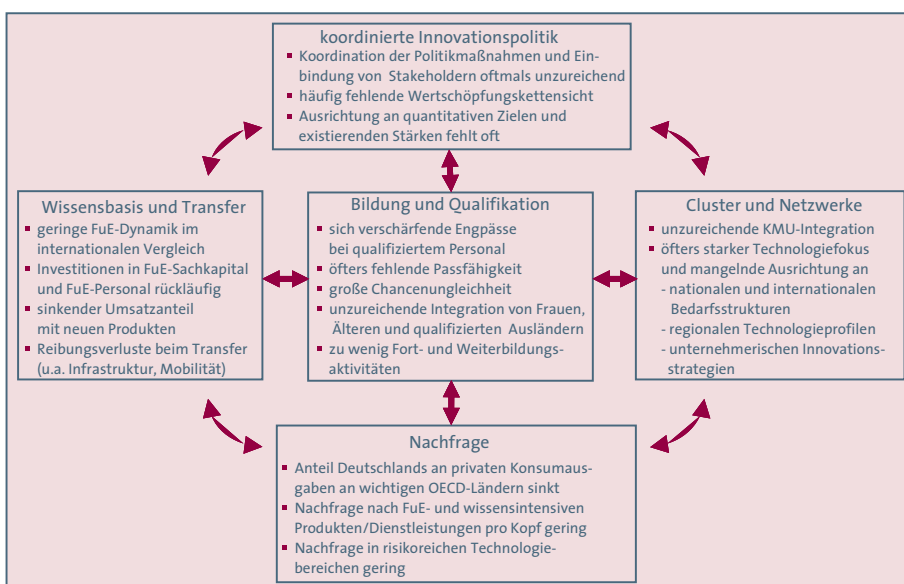 koordinierte Innovationspolitik
▪ Koordination der Politikmaßnahmen und Ein-
bindung von Stakeholdern oftmals unzureichend
▪ häufig fehlende Wertschöpfungskettensicht
▪ Ausrichtung an quantitativen Zielen und
existierenden Stärken fehlt oft
Wissensbasis und Transfer
▪ geringe FuE-Dynamik im
internationalen Vergleich
▪ Investitionen in FuE-Sachkapital
und FuE-Personal rückläufig
▪ sinkender Umsatzanteil
mit neuen Produkten
▪ Reibungsverluste beim Transfer
(u.a. Infrastruktur, Mobilität)
Bildung und Qualifikation
▪ sich verschärfende Engpässe
bei qualifiziertem Personal
▪ öfters fehlende Passfähigkeit
▪ große Chancenungleichheit
▪ unzureichende Integration von Frauen,
Älteren und qualifizierten Ausländern
▪ zu wenig Fort- und Weiterbildungs-
aktivitäten
Cluster und Netzwerke
▪ unzureichende KMU-Integration
▪ öfters starker Technologiefokus
und mangelnde Ausrichtung an
- nationalen und internationalen
Bedarfsstrukturen
- regionalen Technologieprofilen
- unternehmerischen Innovations-
strategien
Nachfrage
▪ Anteil Deutschlands an privaten Konsumaus-
gaben an wichtigen OECD-Ländern sinkt
▪ Nachfrage nach FuE- und wissensintensiven
Produkten/Dienstleistungen pro Kopf gering
▪ Nachfrage in risikoreichen Technologie-
bereichen gering